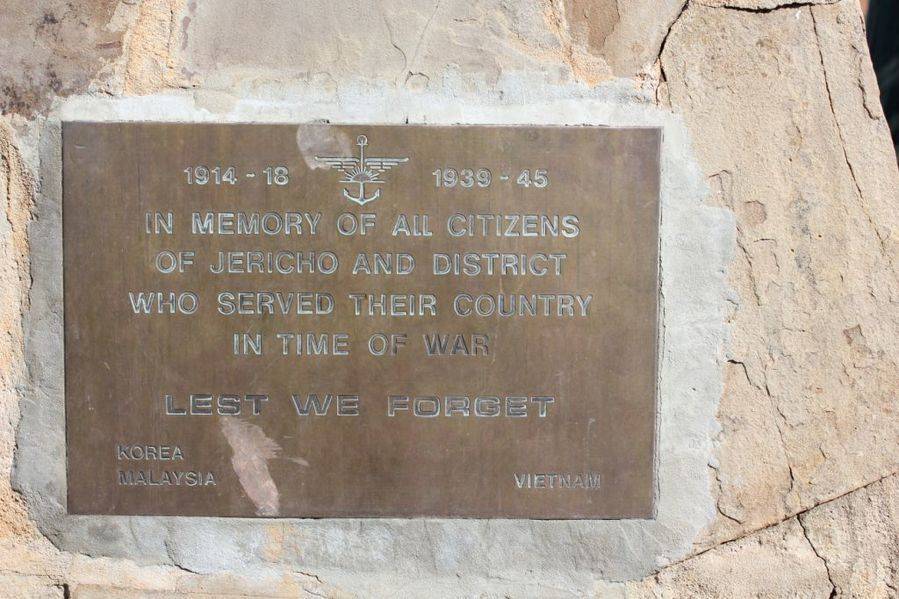 1914 - 18 1939 - 45
IN MEMORY OF ALL CITIZENS
OF JERICHO AND DISTRICT
WHO SERVED THEIR COUNTRY
IN TIME OF WAR
LEST WE FORGET
KOREA
MALAYSIA VIETNAM